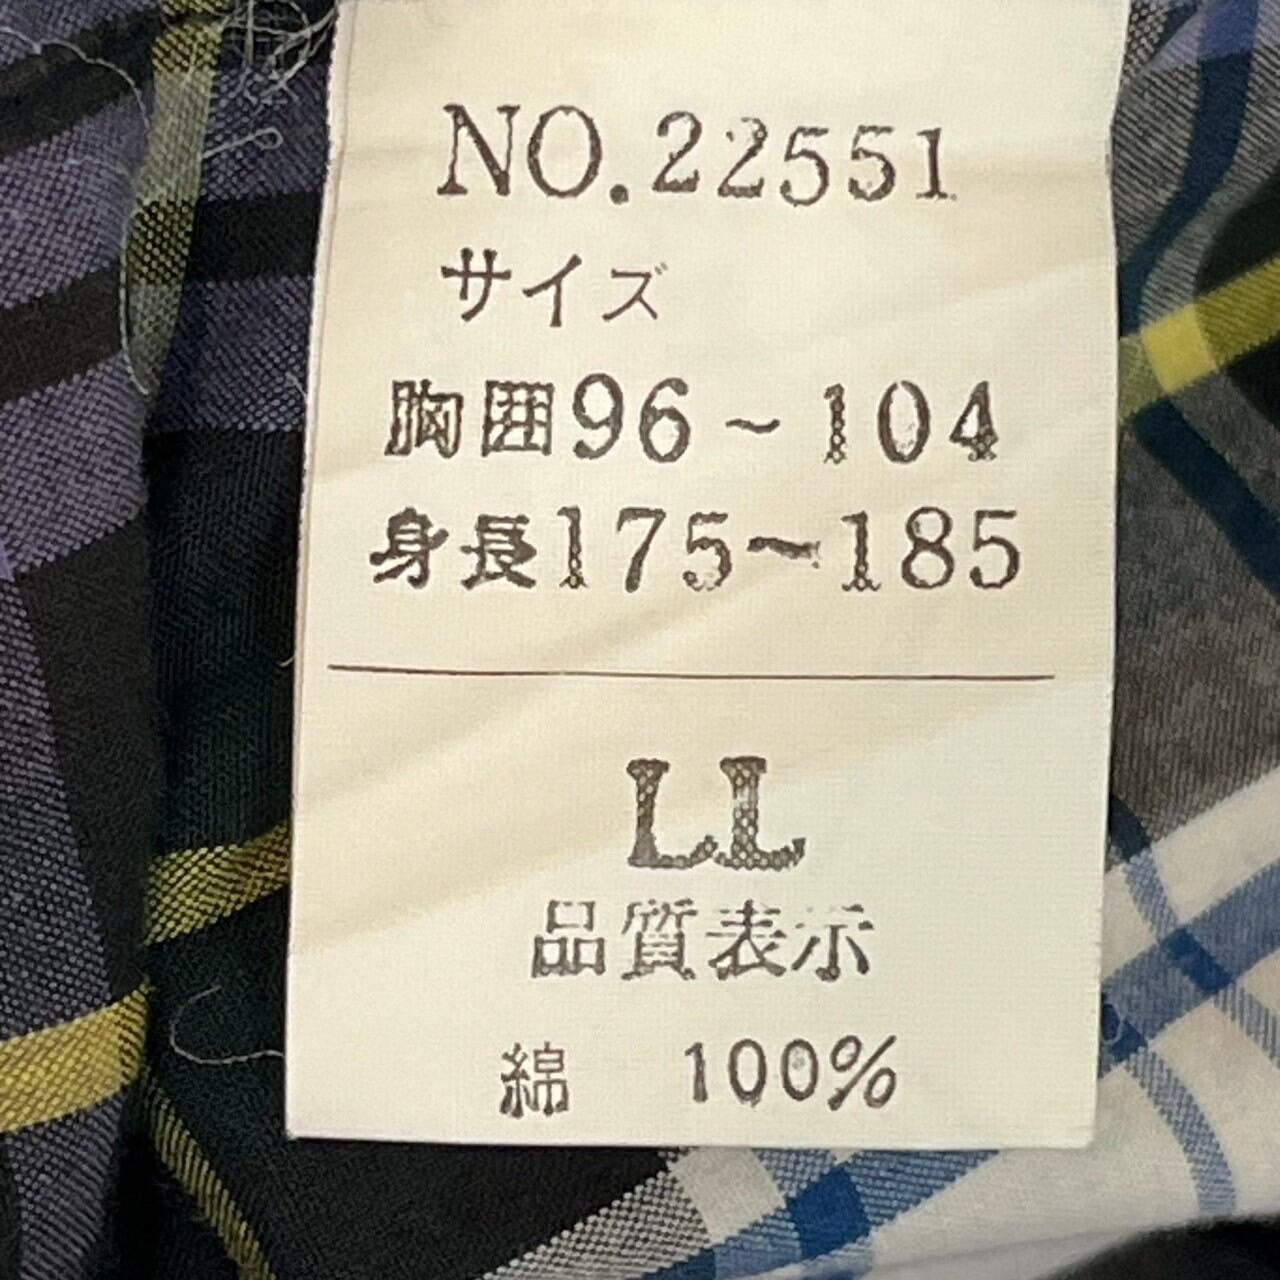 NO.22551
サイズ
胸囲96~104
身長175~185
LL
品質表示
綿 100%